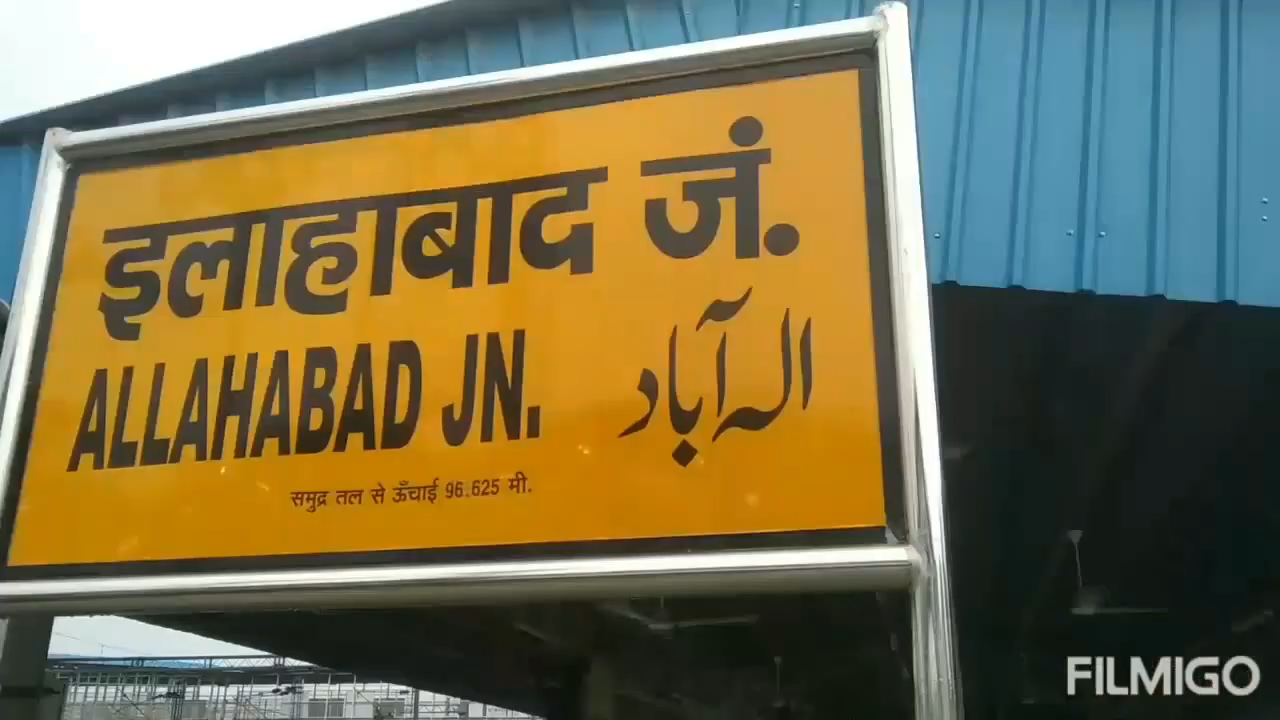 इलाहाबाद जं.
ALLAHABAD JN.
الہ آباد
समुद्र तल से ऊँचाई 96.625 मी.
FILMIGO